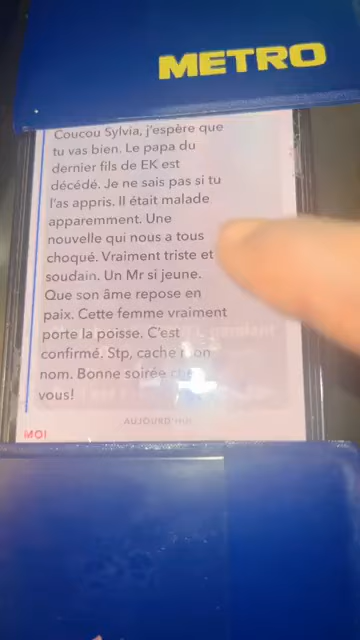 METRO
Coucou Sylvia, j'espère que
tu vas bien. Le papa du
dernier fils de EK est
décédé. Je ne sais pas si tu
l'as appris. Il était malade
apparemment. Une
nouvelle qui nous a tous
choqué. Vraiment triste et
soudain. Un Mr si jeune.
Que son âme repose en
paix. Cette femme vraiment
porte la poisse. C'est
confirmé. Stp, cache mon
nom. Bonne soirée
vous!
AUJOURD'HUI
MOI